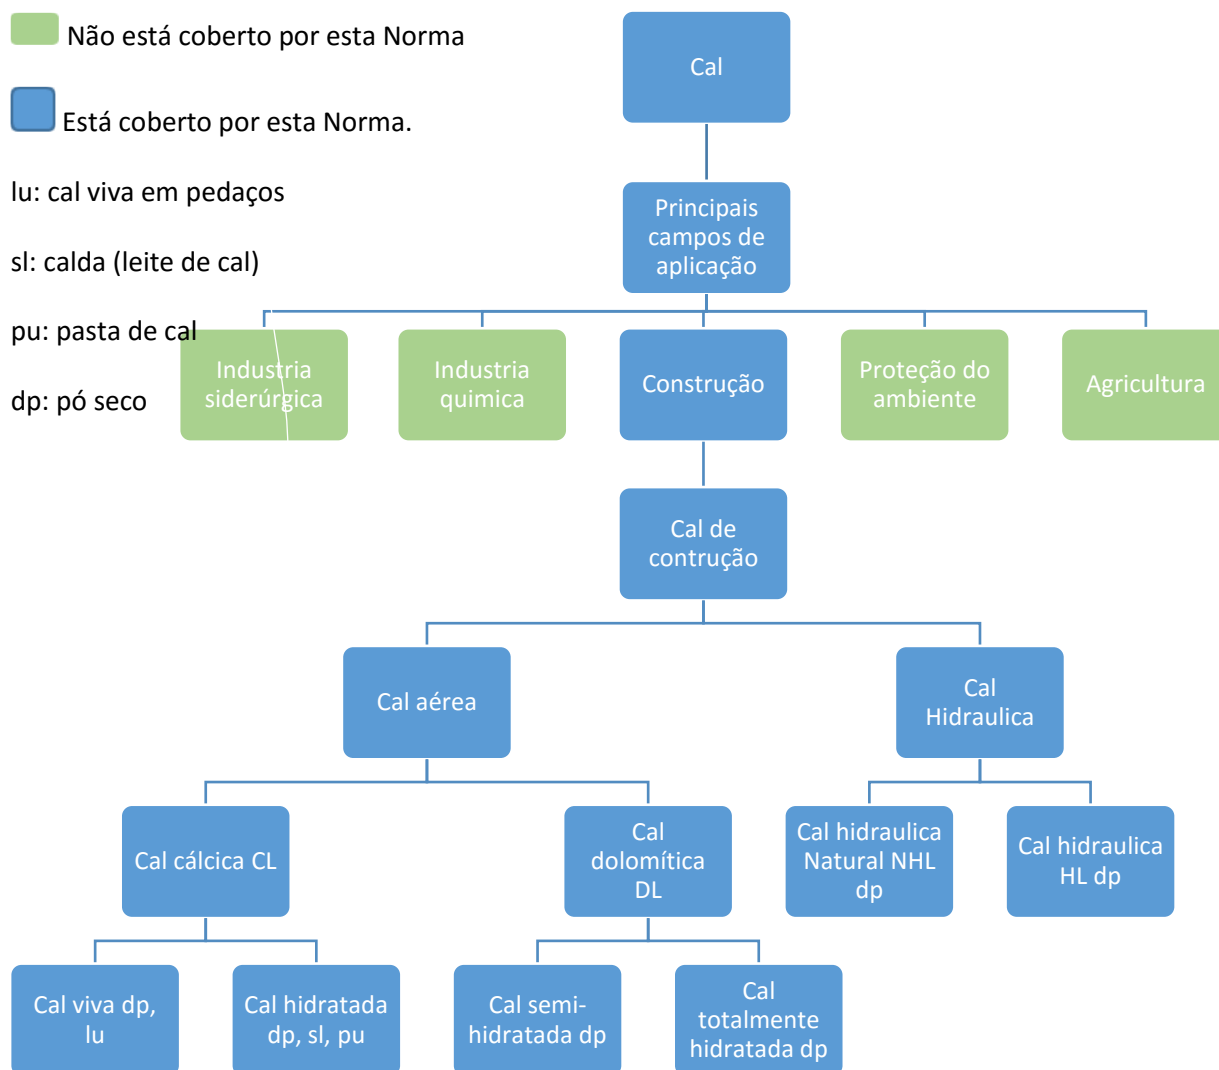 Não está coberto por esta Norma
Está coberto por esta Norma.
lu: cal viva em pedaços
sl: calda (leite de cal)
pu: pasta de cal
dp: pó seco
Cal
Principais
campos de
aplicação
Industria
siderúrgica
Industria
quimica
Construção
Proteção do
ambiente
Agricultura
Cal de
contrução
Cal aérea
Cal
Hidraulica
Cal cálcica CL
Cal
dolomítica
DL
Cal hidraulica
Natural NHL
dp
Cal hidraulica
HL dp
Cal viva dp,
lu
Cal hidratada
dp, sl, pu
Cal semi-
hidratada dp
Cal
totalmente
hidratada dp